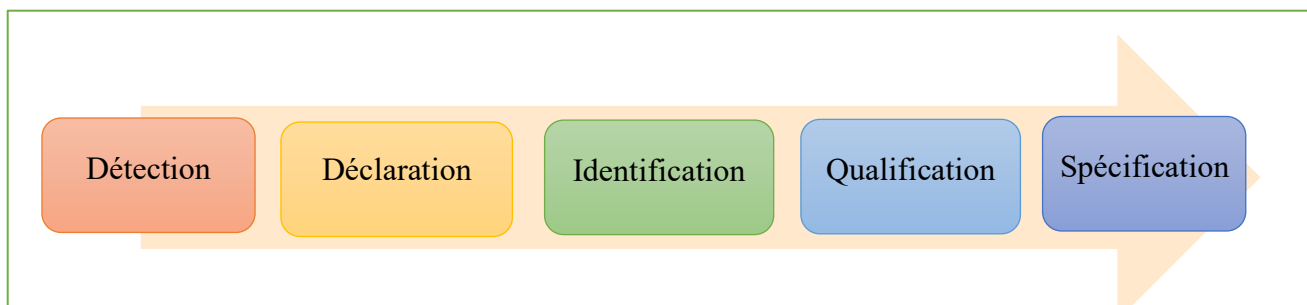 Détection
Déclaration
Identification
Qualification
Spécification